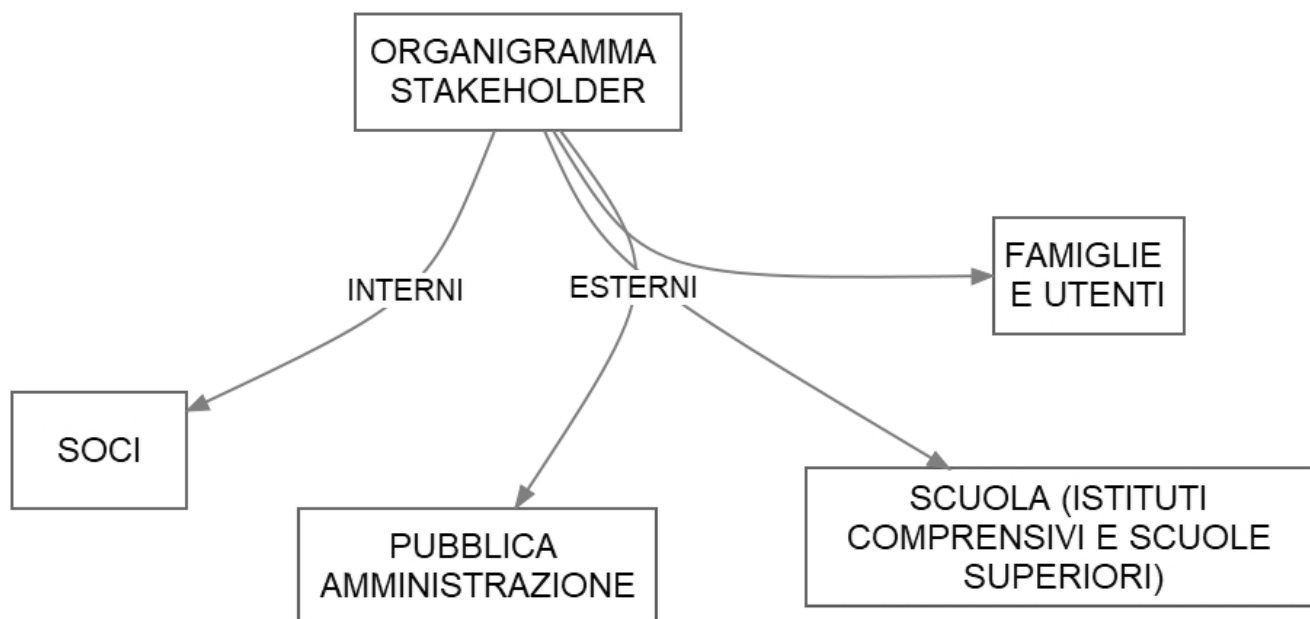 ORGANIGRAMMA
STAKEHOLDER
FAMIGLIE
E UTENTI
INTERNI
ESTERNI
SOCI
PUBBLICA
AMMINISTRAZIONE
SCUOLA (ISTITUTI
COMPRENSIVI E SCUOLE
SUPERIORI)